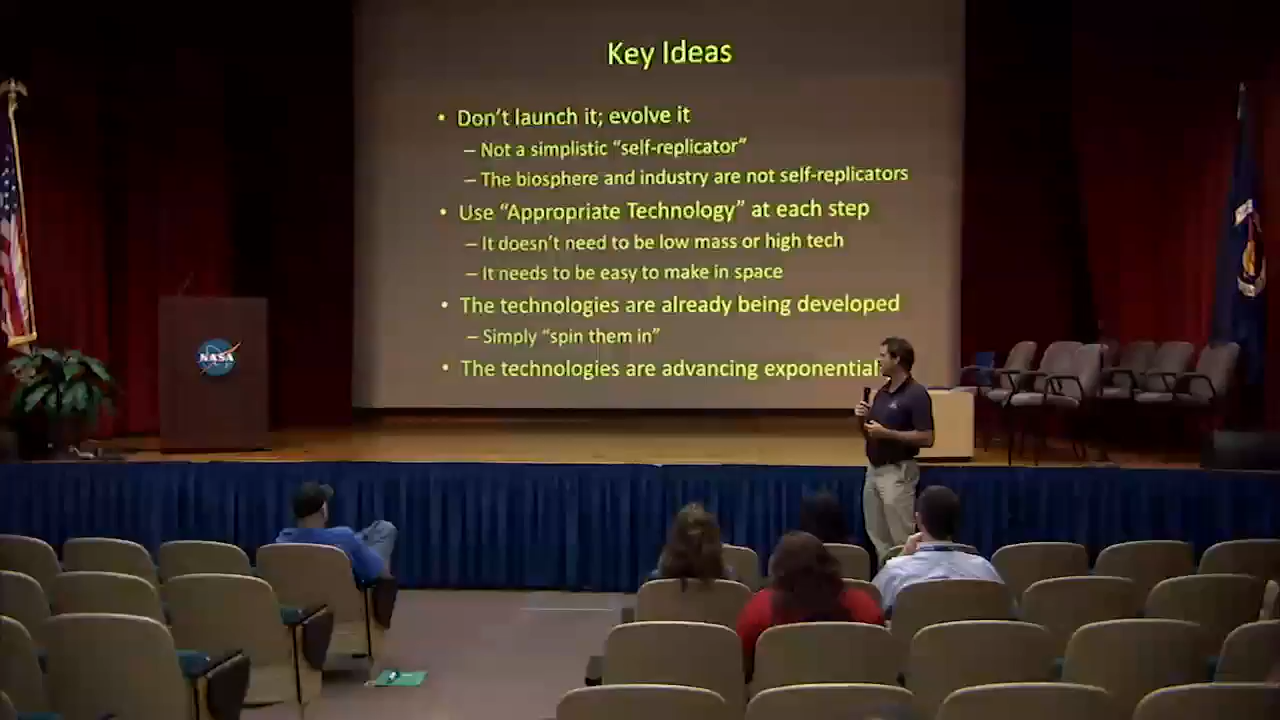 Key Ideas
• Don't launch it; evolve it
– Not a simplistic "self-replicator"
– The biosphere and industry are not self-replicators
• Use "Appropriate Technology" at each step
– It doesn't need to be low mass or high tech
– It needs to be easy to make in space
• The technologies are already being developed
– Simply "spin them in"
• The technologies are advancing exponential
NASA